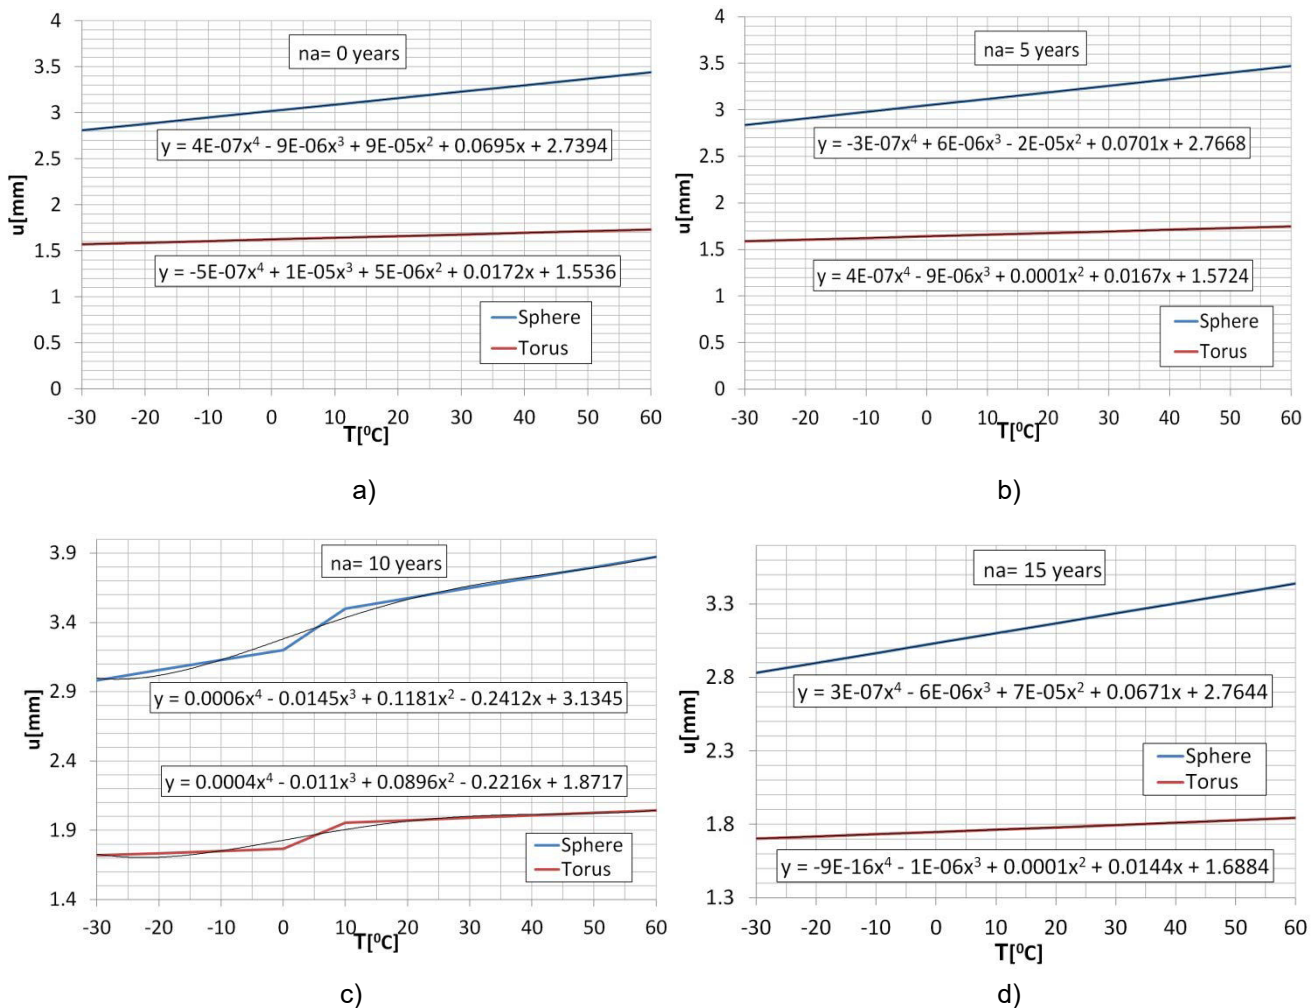 4
3.5
3
2.5
2
1.5
1
0.5
0
u[mm]
na= 0 years
y = 4E-07x⁴ - 9E-06x³ + 9E-05x² + 0.0695x + 2.7394
y = -5E-07x⁴ + 1E-05x³ + 5E-06x² + 0.0172x + 1.5536
Sphere
Torus
-30 -20 -10 0 10 20 30 40 50 60
T[⁰C]
a)
4
3.5
3
2.5
2
1.5
1
0.5
0
u[mm]
na= 5 years
y = -3E-07x⁴ + 6E-06x³ - 2E-05x² + 0.0701x + 2.7668
y = 4E-07x⁴ - 9E-06x³ + 0.0001x² + 0.0167x + 1.5724
Sphere
Torus
-30 -20 -10 0 10 20 30 40 50 60
T[⁰C]
b)
3.9
3.4
2.9
2.4
1.9
1.4
u[mm]
na= 10 years
y = 0.0006x⁴ - 0.0145x³ + 0.1181x² - 0.2412x + 3.1345
y = 0.0004x⁴ - 0.011x³ + 0.0896x² - 0.2216x + 1.8717
Sphere
Torus
-30 -20 -10 0 10 20 30 40 50 60
T[⁰C]
c)
3.3
2.8
2.3
1.8
1.3
u[mm]
na= 15 years
y = 3E-07x⁴ - 6E-06x³ + 7E-05x² + 0.0671x + 2.7644
Sphere
Torus
y = -9E-16x⁴ - 1E-06x³ + 0.0001x² + 0.0144x + 1.6884
-30 -20 -10 0 10 20 30 40 50 60
T[⁰C]
d)